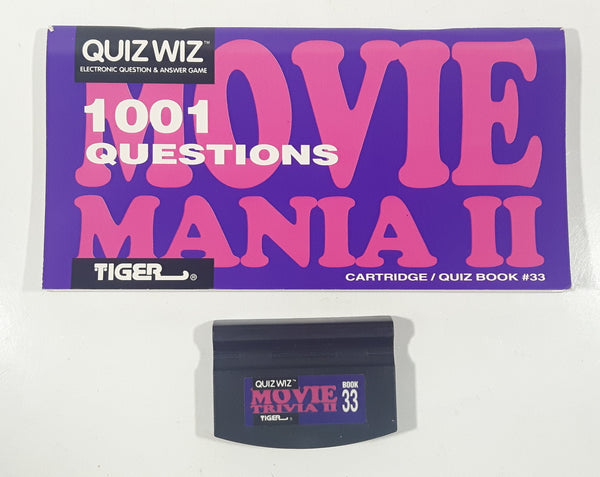 QUIZ WIZ™
ELECTRONIC QUESTION & ANSWER GAME
MOVIE
1001
QUESTIONS
MANIA II
TIGER®
CARTRIDGE / QUIZ BOOK #33
QUIZ WIZ™
MOVIE
TRIVIA II
BOOK
33
TIGER®